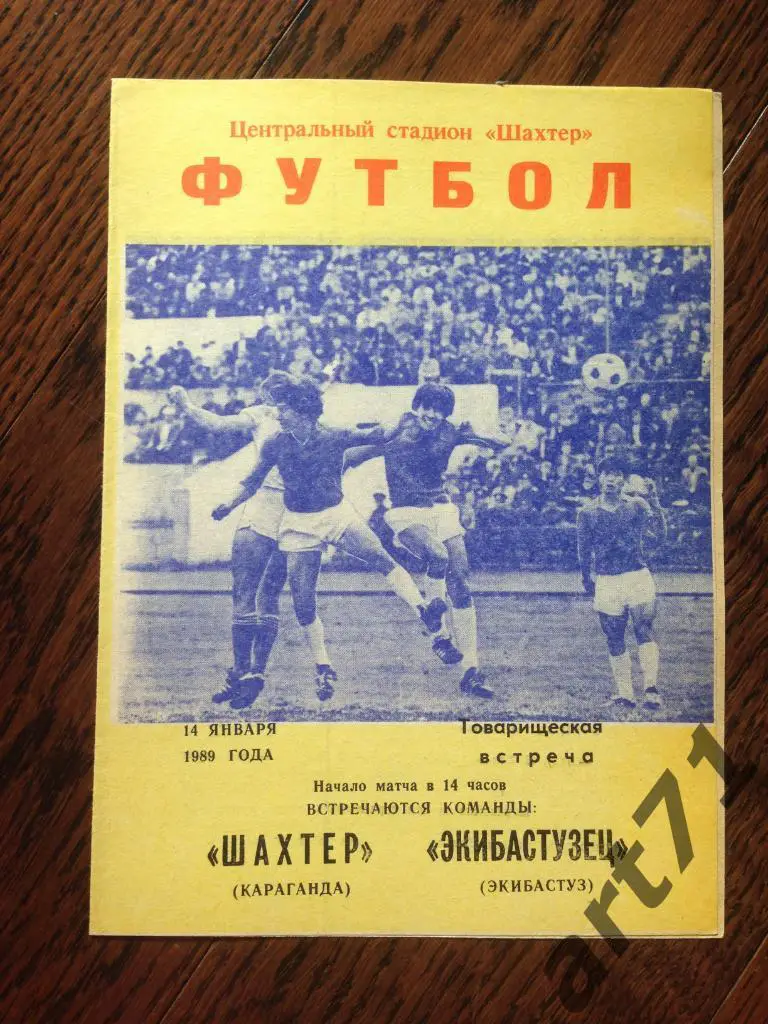 Центральный стадион «Шахтер»
ФУТБОЛ
14 ЯНВАРЯ
1989 ГОДА
Товарищеская
встреча
Начало матча в 14 часов
ВСТРЕЧАЮТСЯ КОМАНДЫ:
«ШАХТЕР»
(КАРАГАНДА)
«ЭКИБАСТУЗЕЦ»
(ЭКИБАСТУЗ)
art71